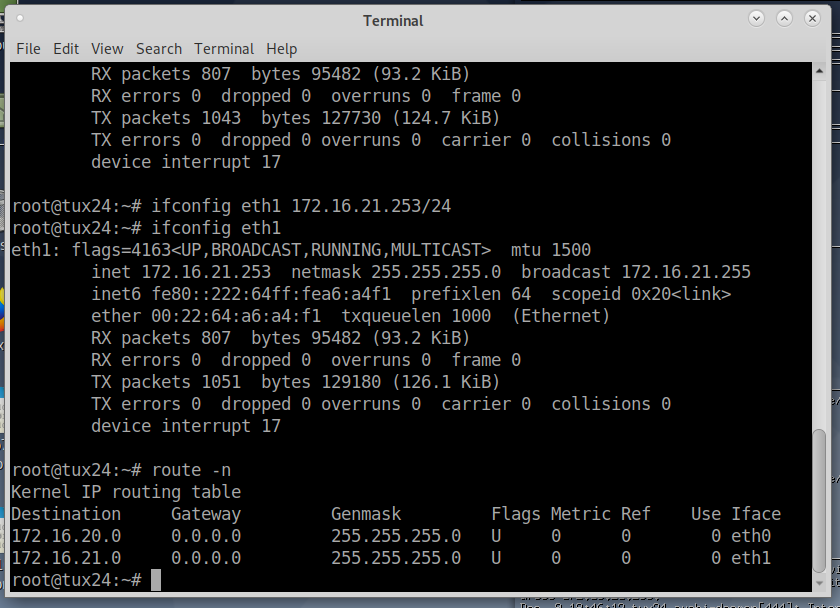 Terminal
File Edit View Search Terminal Help
RX packets 807  bytes 95482 (93.2 KiB)
RX errors 0  dropped 0  overruns 0  frame 0
TX packets 1043  bytes 127730 (124.7 KiB)
TX errors 0  dropped 0 overruns 0  carrier 0  collisions 0
device interrupt 17
root@tux24:~# ifconfig eth1 172.16.21.253/24
root@tux24:~# ifconfig eth1
eth1: flags=4163<UP,BROADCAST,RUNNING,MULTICAST>  mtu 1500
inet 172.16.21.253  netmask 255.255.255.0  broadcast 172.16.21.255
inet6 fe80::222:64ff:fea6:a4f1  prefixlen 64  scopeid 0x20<link>
ether 00:22:64:a6:a4:f1  txqueuelen 1000  (Ethernet)
RX packets 807  bytes 95482 (93.2 KiB)
RX errors 0  dropped 0  overruns 0  frame 0
TX packets 1051  bytes 129180 (126.1 KiB)
TX errors 0  dropped 0 overruns 0  carrier 0  collisions 0
device interrupt 17
root@tux24:~# route -n
Kernel IP routing table
Destination     Gateway         Genmask         Flags Metric Ref    Use Iface
172.16.20.0     0.0.0.0         255.255.255.0   U     0      0        0 eth0
172.16.21.0     0.0.0.0         255.255.255.0   U     0      0        0 eth1
root@tux24:~#